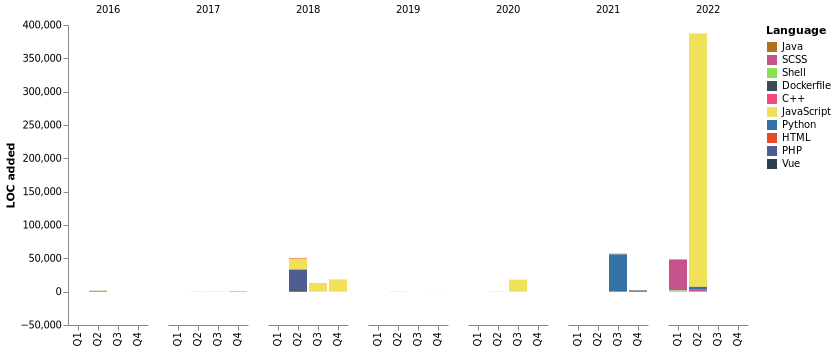 2016 2017 2018 2019 2020 2021 2022
400,000
350,000
300,000
250,000
200,000
150,000
100,000
50,000
0
−50,000
LOC added
Q1 Q2 Q3 Q4 Q1 Q2 Q3 Q4 Q1 Q2 Q3 Q4 Q1 Q2 Q3 Q4 Q1 Q2 Q3 Q4 Q1 Q2 Q3 Q4 Q1 Q2 Q3 Q4
Language
Java
SCSS
Shell
Dockerfile
C++
JavaScript
Python
HTML
PHP
Vue